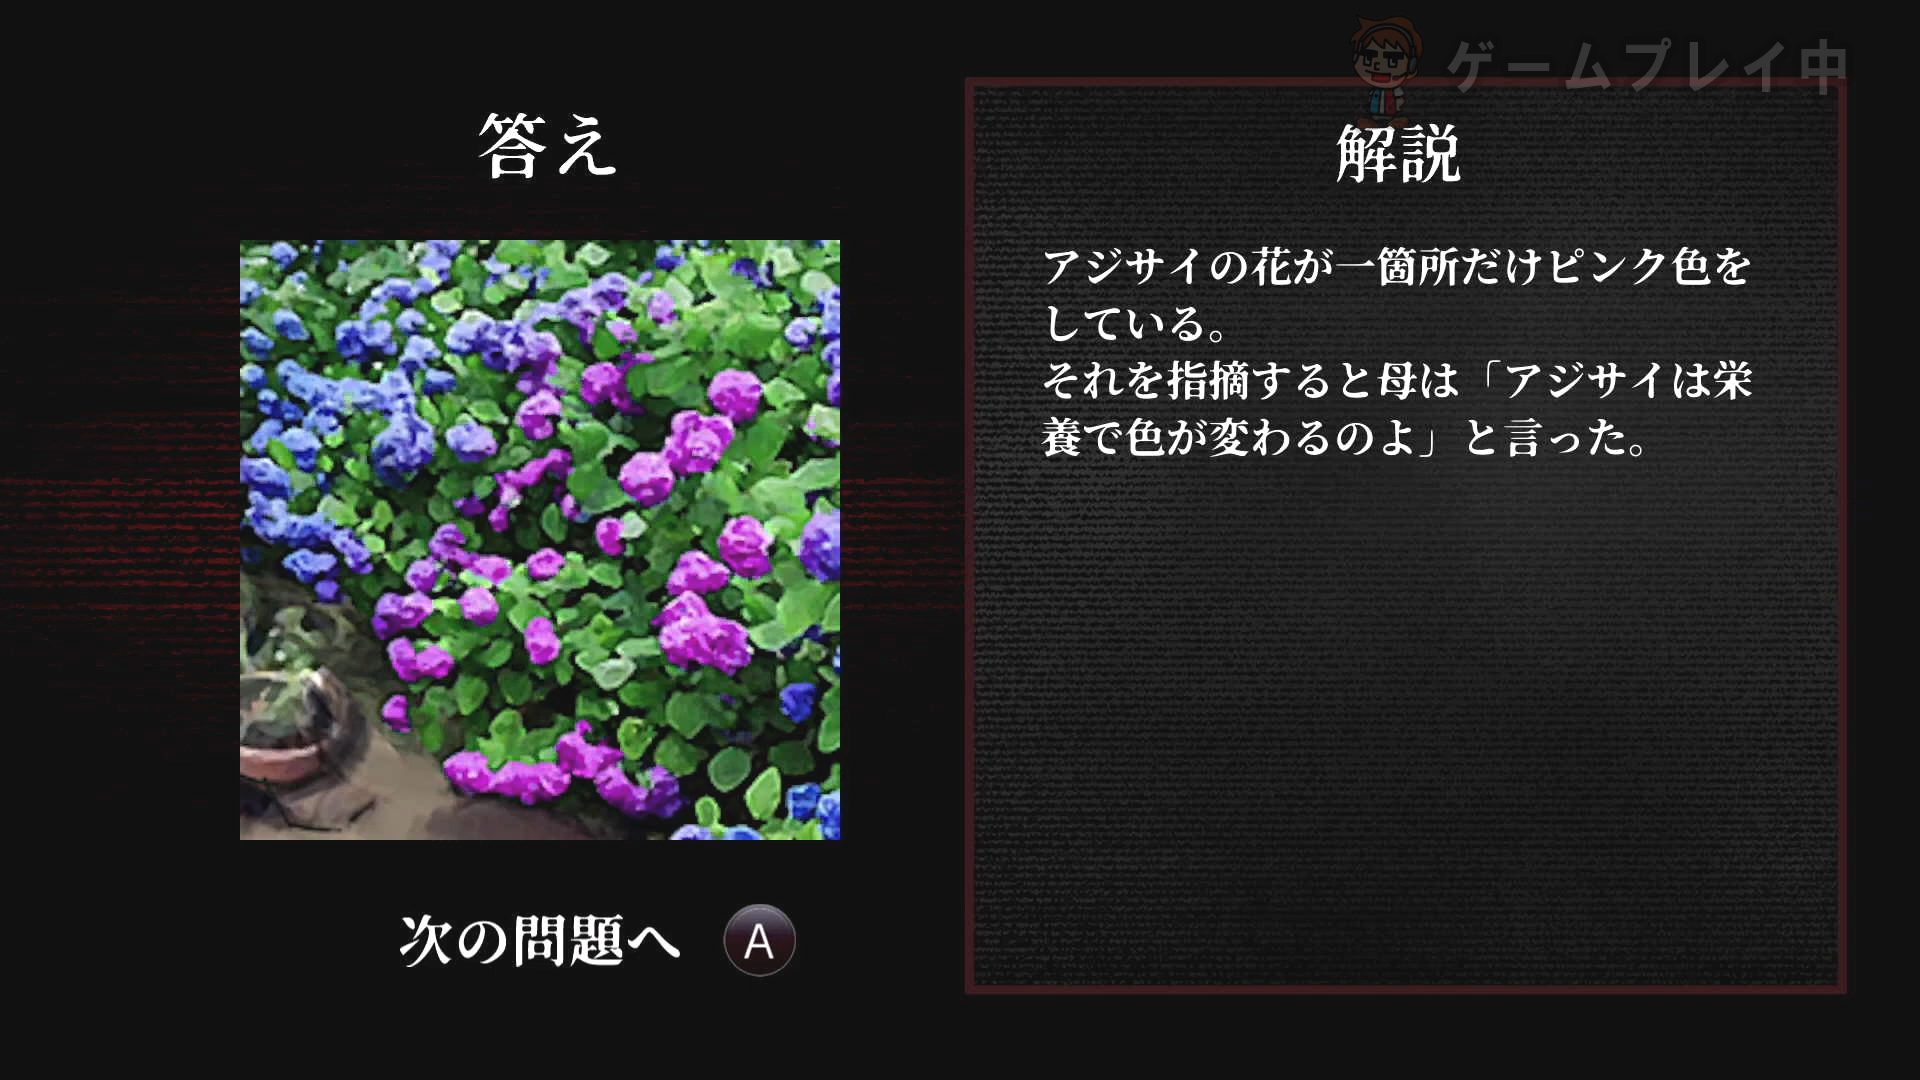 ゲームプレイ中
答え
解説
アジサイの花が一箇所だけピンク色を
している。
それを指摘すると母は「アジサイは栄
養で色が変わるのよ」と言った。
次の問題へ A